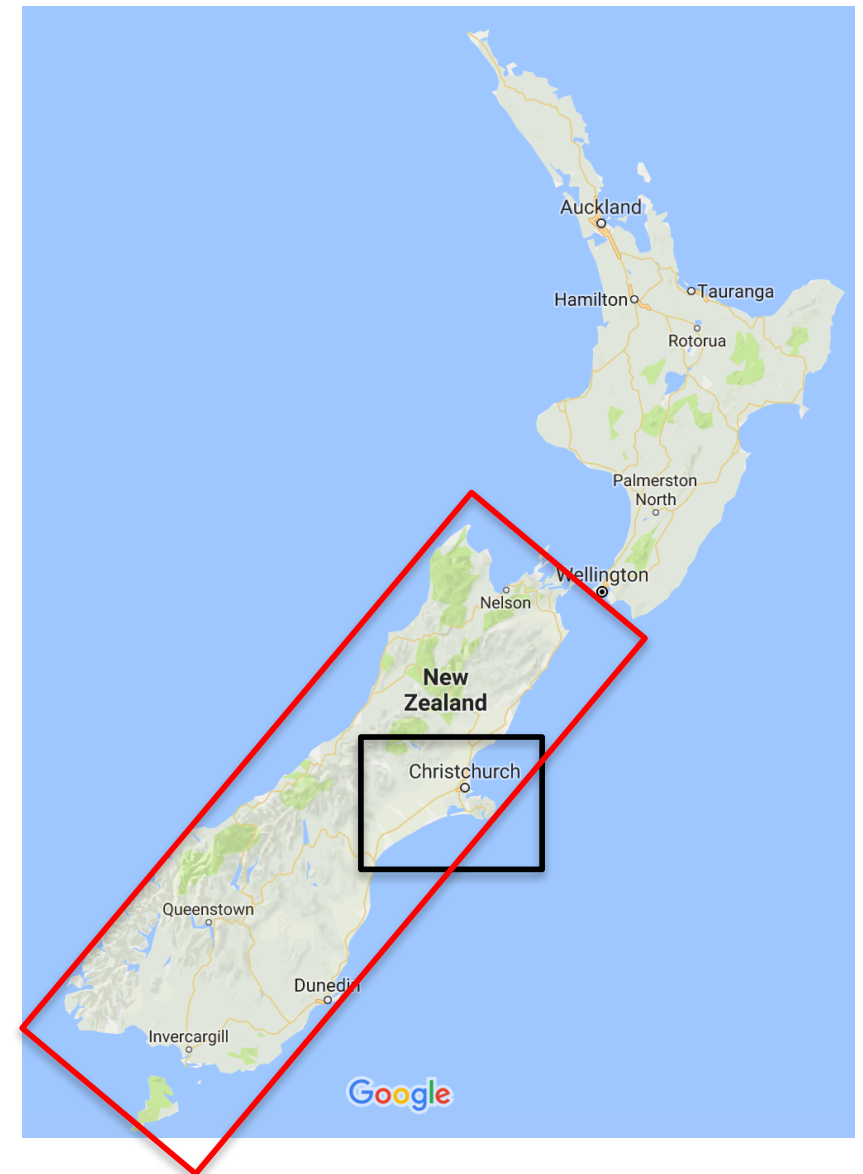 Auckland
Hamilton
Tauranga
Rotorua
Palmerston
North
Wellington
Nelson
New
Zealand
Christchurch
Queenstown
Dunedin
Invercargill
Google